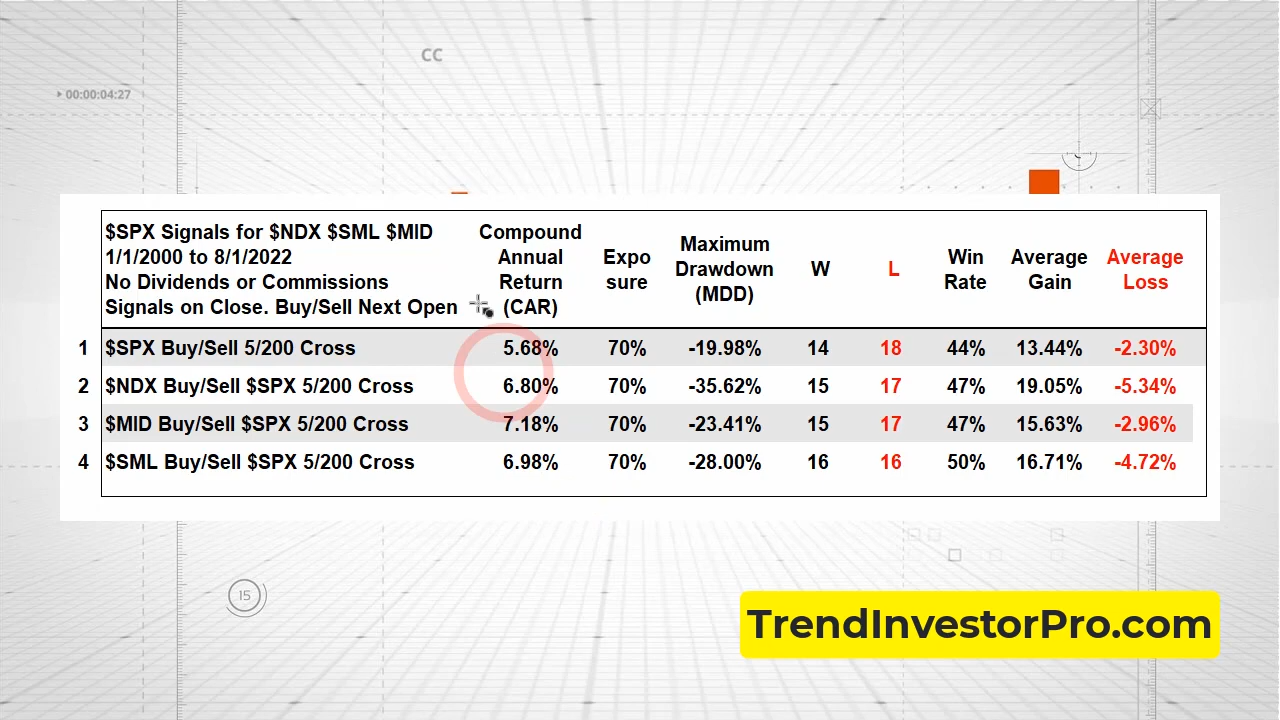 CC
00:00:04:27
$SPX Signals for $NDX $SML $MID
1/1/2000 to 8/1/2022
No Dividends or Commissions
Signals on Close. Buy/Sell Next Open
Compound
Annual
Return
(CAR)
Expo
sure
Maximum
Drawdown
(MDD)
W
L
Win
Rate
Average
Gain
Average
Loss
1 $SPX Buy/Sell 5/200 Cross 5.68% 70% -19.98% 14 18 44% 13.44% -2.30%
2 $NDX Buy/Sell $SPX 5/200 Cross 6.80% 70% -35.62% 15 17 47% 19.05% -5.34%
3 $MID Buy/Sell $SPX 5/200 Cross 7.18% 70% -23.41% 15 17 47% 15.63% -2.96%
4 $SML Buy/Sell $SPX 5/200 Cross 6.98% 70% -28.00% 16 16 50% 16.71% -4.72%
15
TrendInvestorPro.com